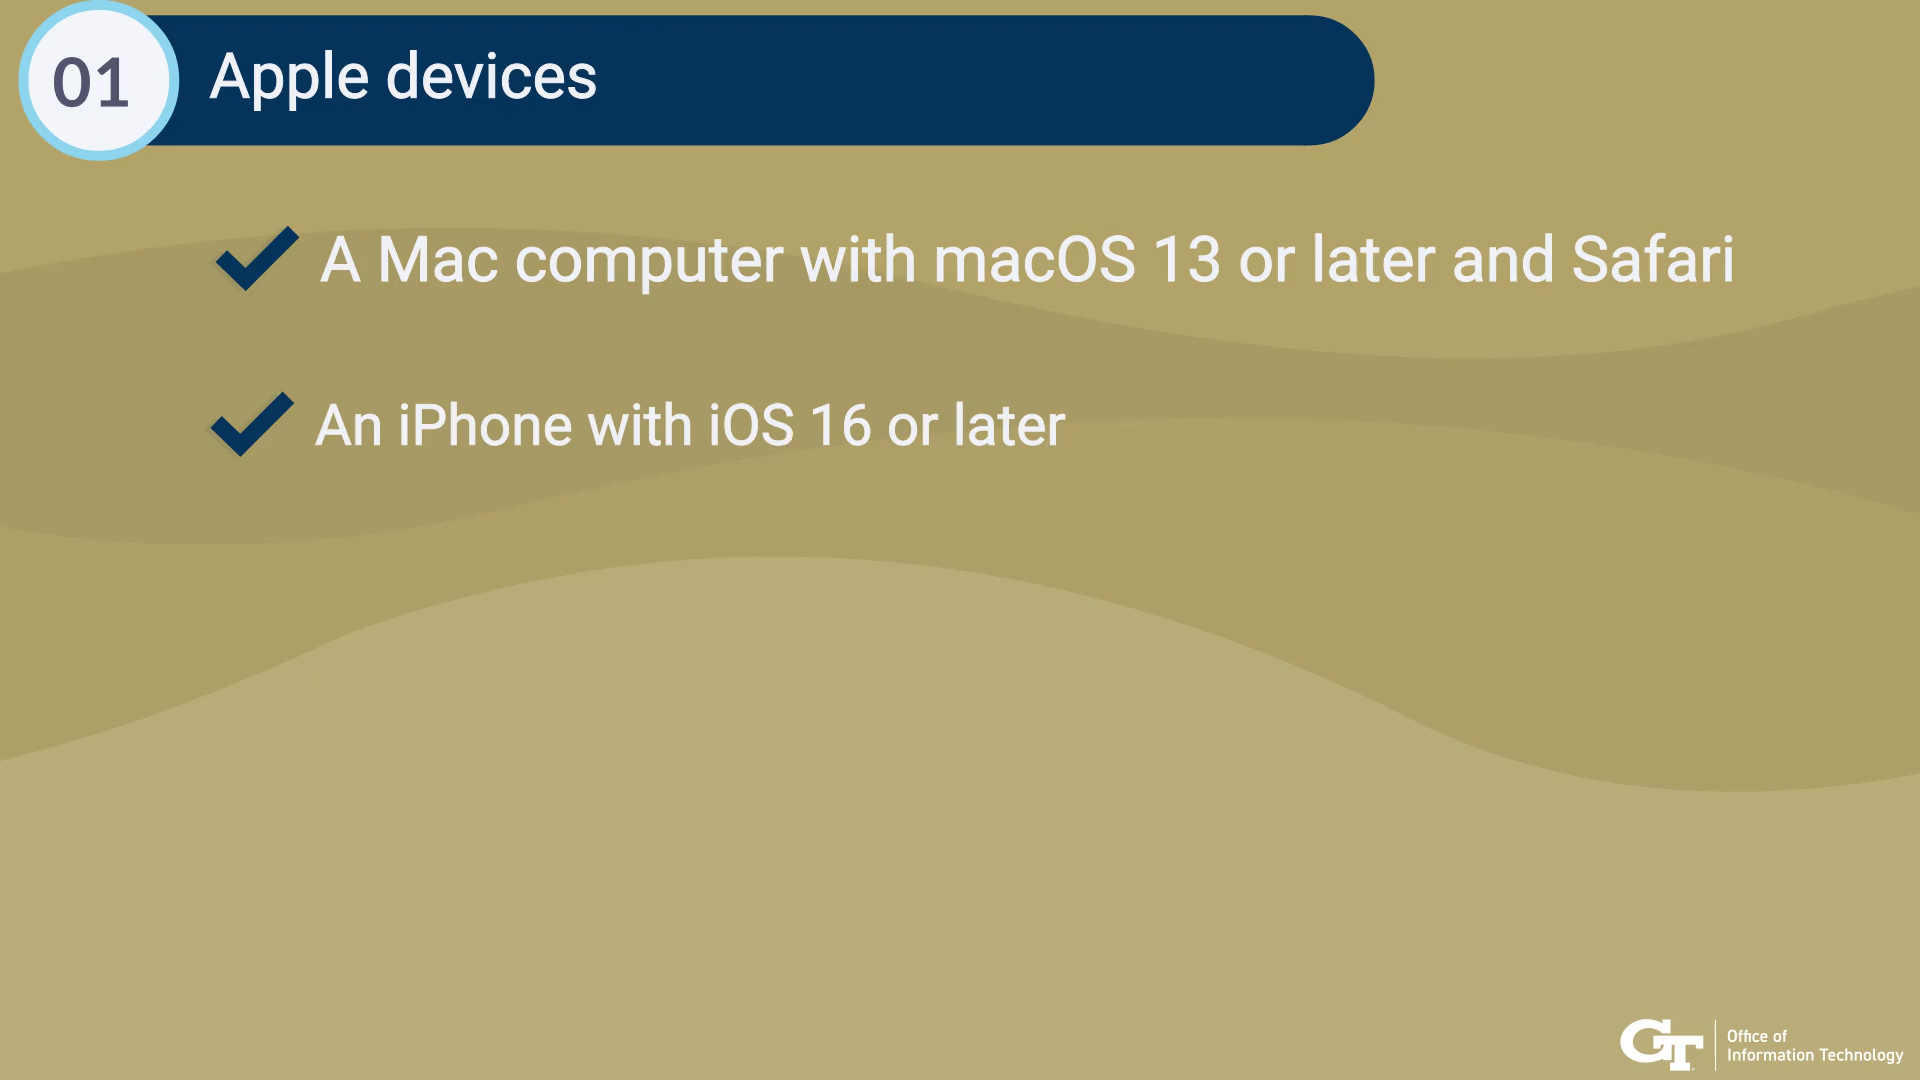 01
Apple devices
A Mac computer with macOS 13 or later and Safari
An iPhone with iOS 16 or later
GT
Office of
Information Technology